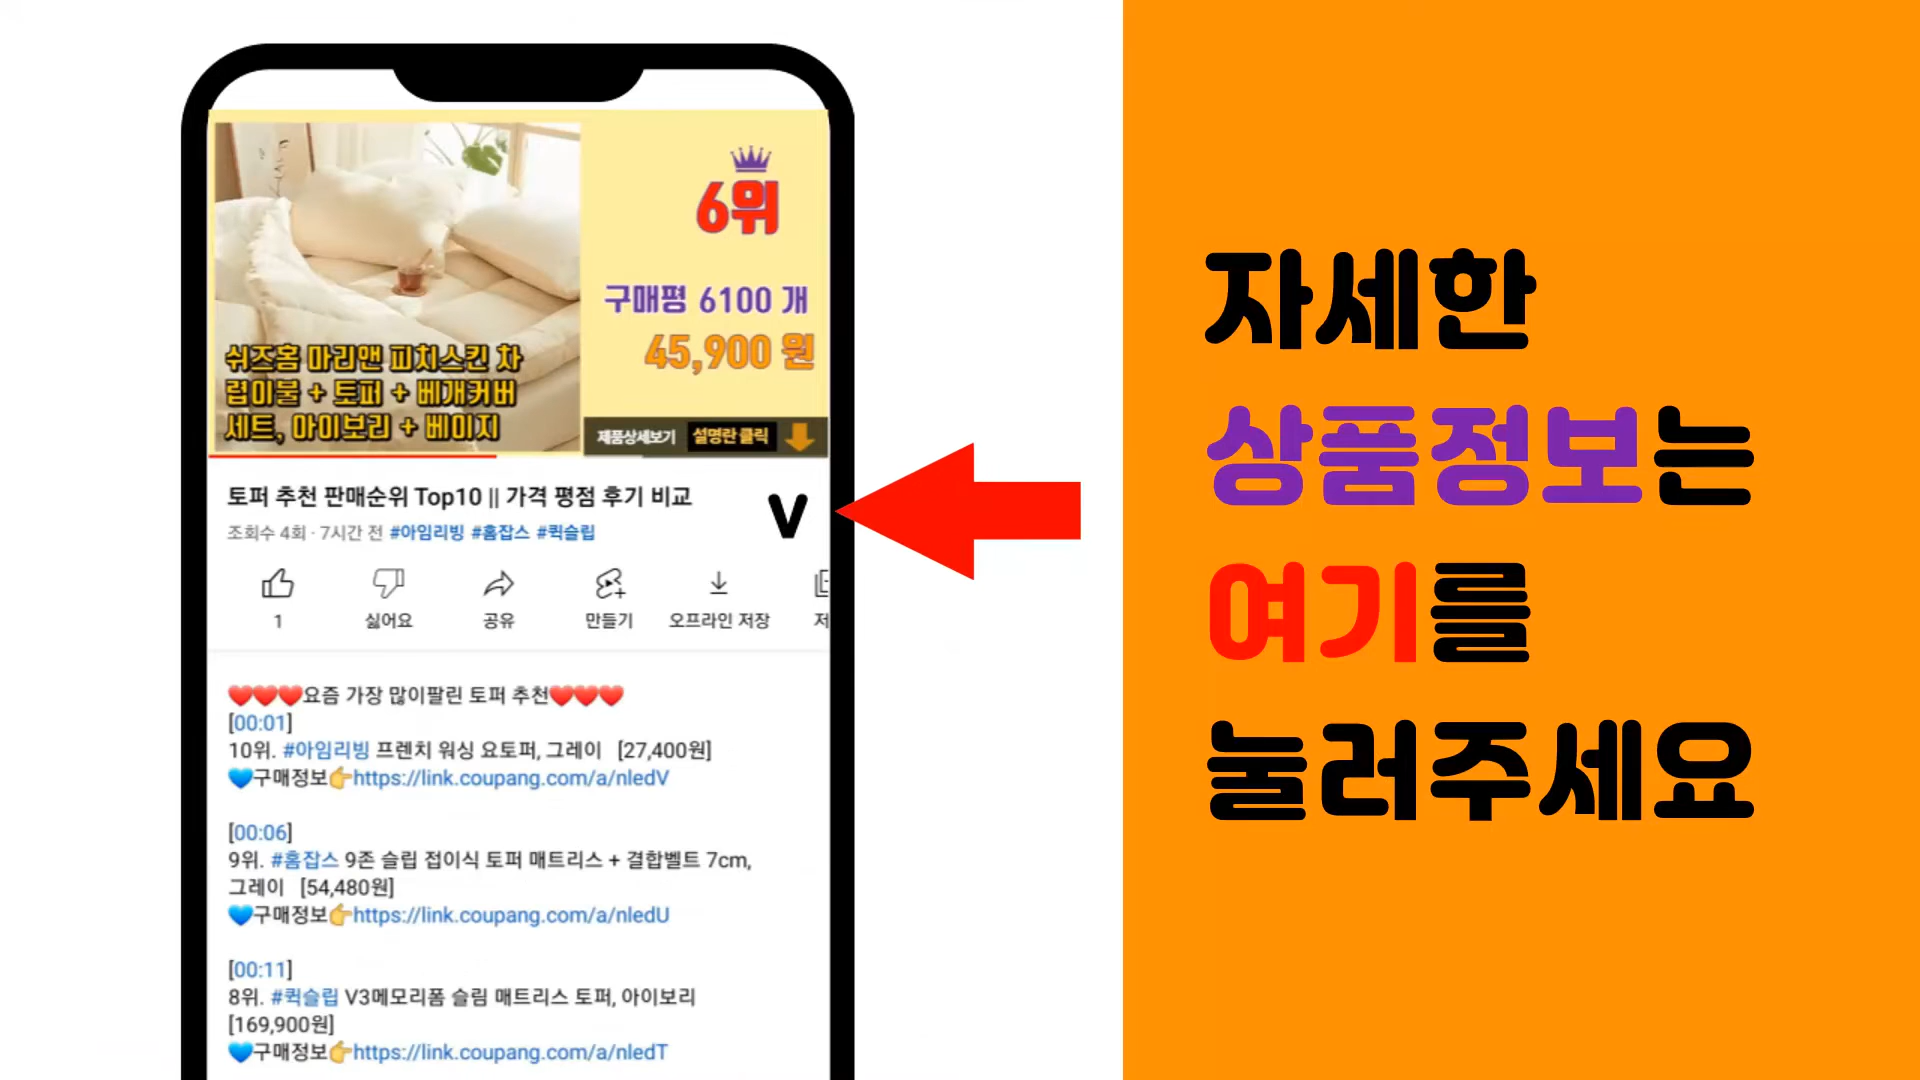 6위
구매평 6100 개
45,900 원
쉬즈홈 마리앤 피치스킨 차
렵이불 + 토퍼 + 베개커버
세트, 아이보리 + 베이지
제품상세보기 설명란 클릭
토퍼 추천 판매순위 Top10 || 가격 평점 후기 비교
V
조회수 4회 · 7시간 전 #아임리빙 #홈잡스 #퀵슬립
1 싫어요 공유 만들기 오프라인 저장 저
❤️❤️❤️요즘 가장 많이팔린 토퍼 추천❤️❤️❤️
[00:01]
10위. #아임리빙 프렌치 워싱 요토퍼, 그레이 [27,400원]
💙구매정보👉https://link.coupang.com/a/nledV
[00:06]
9위. #홈잡스 9존 슬립 접이식 토퍼 매트리스 + 결합벨트 7cm,
그레이 [54,480원]
💙구매정보👉https://link.coupang.com/a/nledU
[00:11]
8위. #퀵슬립 V3메모리폼 슬림 매트리스 토퍼, 아이보리
[169,900원]
💙구매정보👉https://link.coupang.com/a/nledT
자세한
상품정보는
여기를
눌러주세요